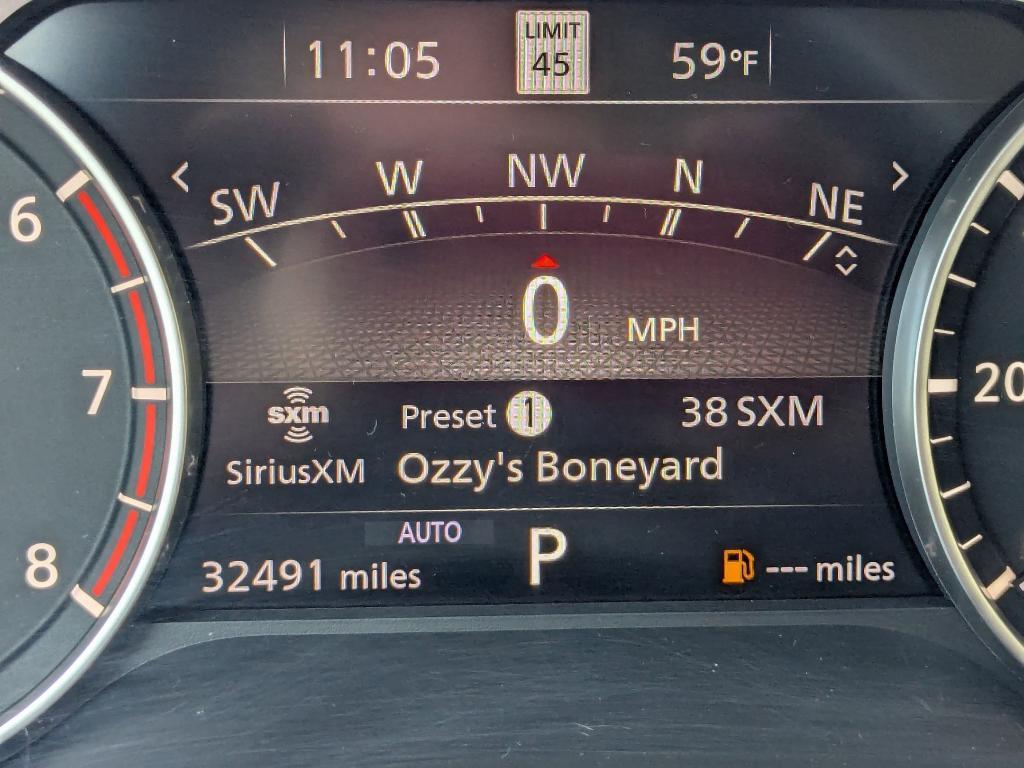 LIMIT
11:05 45 59°F
SW W NW N NE
0 MPH
sxm Preset 1 38 SXM
SiriusXM Ozzy's Boneyard
AUTO
32491 miles P --- miles
6
7
8
20